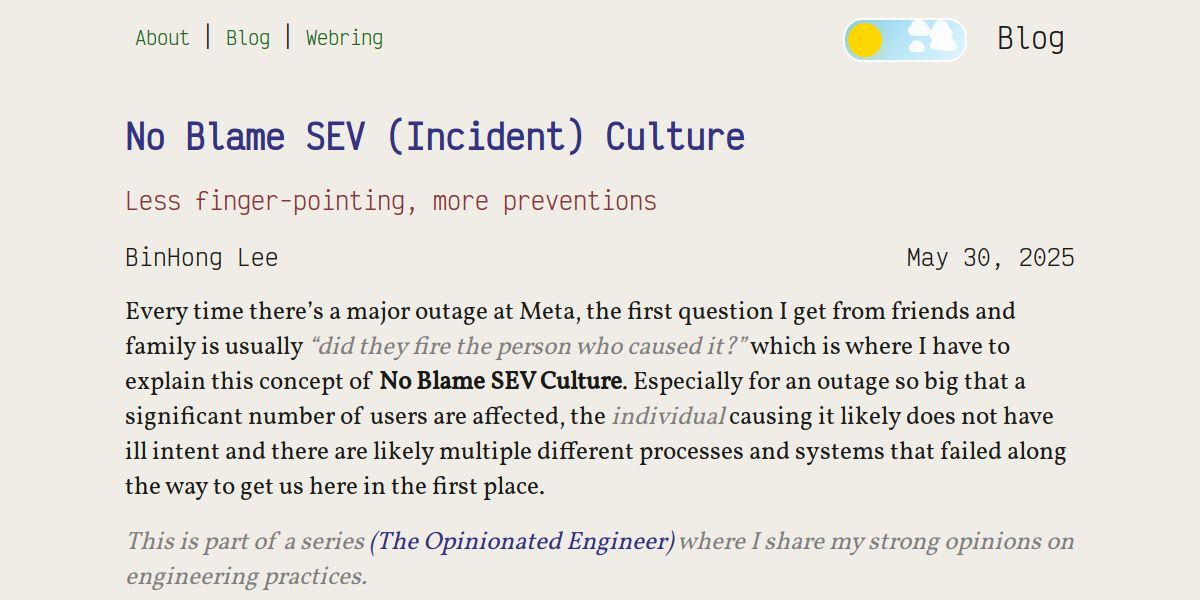 About | Blog | Webring
Blog
No Blame SEV (Incident) Culture
Less finger-pointing, more preventions
BinHong Lee
May 30, 2025
Every time there’s a major outage at Meta, the first question I get from friends and
family is usually “did they fire the person who caused it?” which is where I have to
explain this concept of No Blame SEV Culture. Especially for an outage so big that a
significant number of users are affected, the individual causing it likely does not have
ill intent and there are likely multiple different processes and systems that failed along
the way to get us here in the first place.
This is part of a series (The Opinionated Engineer) where I share my strong opinions on
engineering practices.